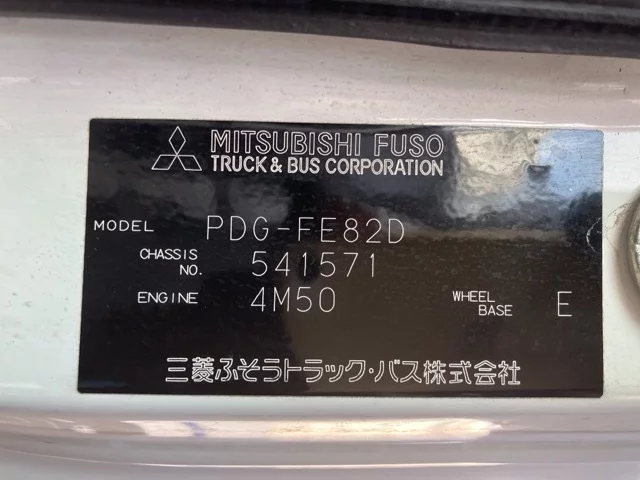 MITSUBISHI FUSO
TRUCK & BUS CORPORATION
MODEL PDG-FE82D
CHASSIS NO. 541571
ENGINE 4M50 WHEEL BASE E
三菱ふそうトラック・バス株式会社